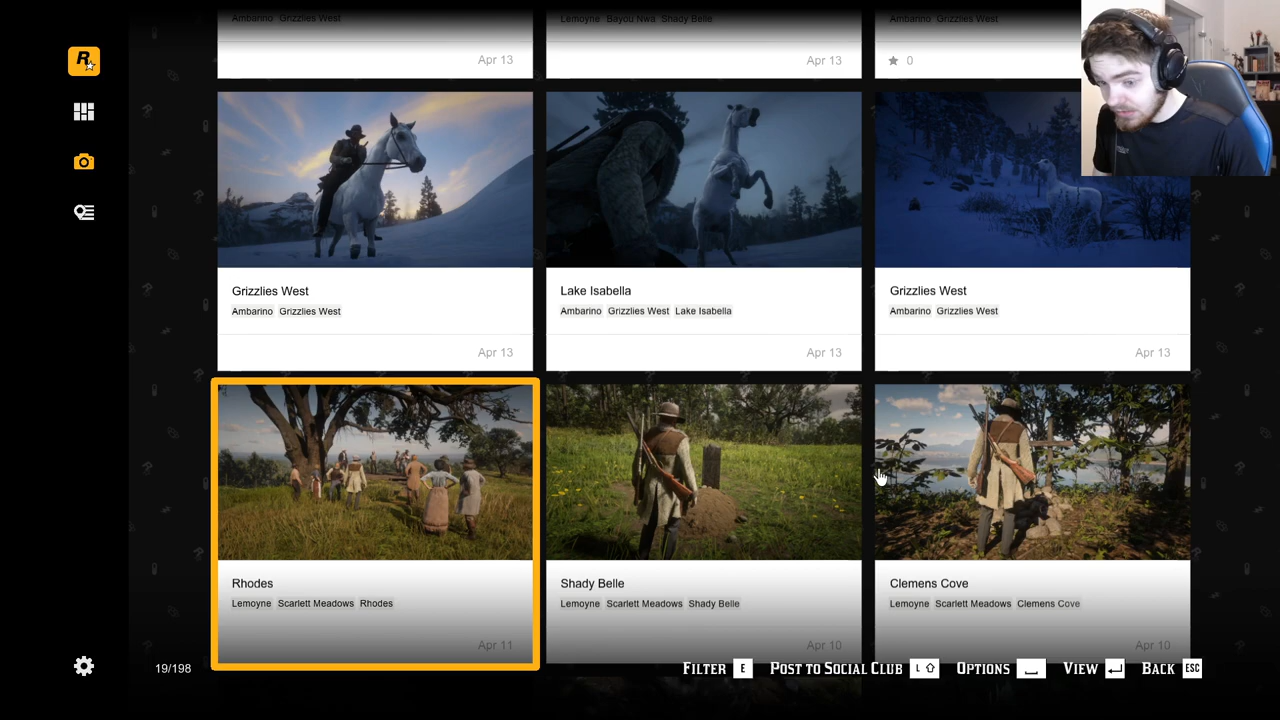 Ambarino Grizzlies West
Lemoyne Bayou Nwa Shady Belle
Ambarino Grizzlies West
Apr 13
Apr 13
0
R
Grizzlies West
Ambarino Grizzlies West
Apr 13
Lake Isabella
Ambarino Grizzlies West Lake Isabella
Apr 13
Grizzlies West
Ambarino Grizzlies West
Apr 13
Rhodes
Lemoyne Scarlett Meadows Rhodes
Apr 11
Shady Belle
Lemoyne Scarlett Meadows Shady Belle
Apr 10
Clemens Cove
Lemoyne Scarlett Meadows Clemens Cove
Apr 10
19/198
FILTER E POST TO SOCIAL CLUB L OPTIONS VIEW BACK ESC